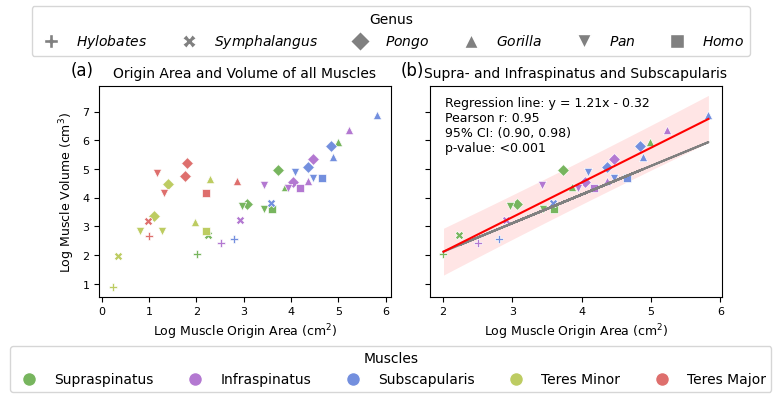 Genus
Hylobates Symphalangus Pongo Gorilla Pan Homo
(a) Origin Area and Volume of all Muscles
(b) Supra- and Infraspinatus and Subscapularis
Log Muscle Volume (cm³)
7
6
5
4
3
2
1
0 1 2 3 4 5 6
Log Muscle Origin Area (cm²)
Regression line: y = 1.21x - 0.32
Pearson r: 0.95
95% CI: (0.90, 0.98)
p-value: <0.001
2 3 4 5 6
Log Muscle Origin Area (cm²)
Muscles
Supraspinatus Infraspinatus Subscapularis Teres Minor Teres Major